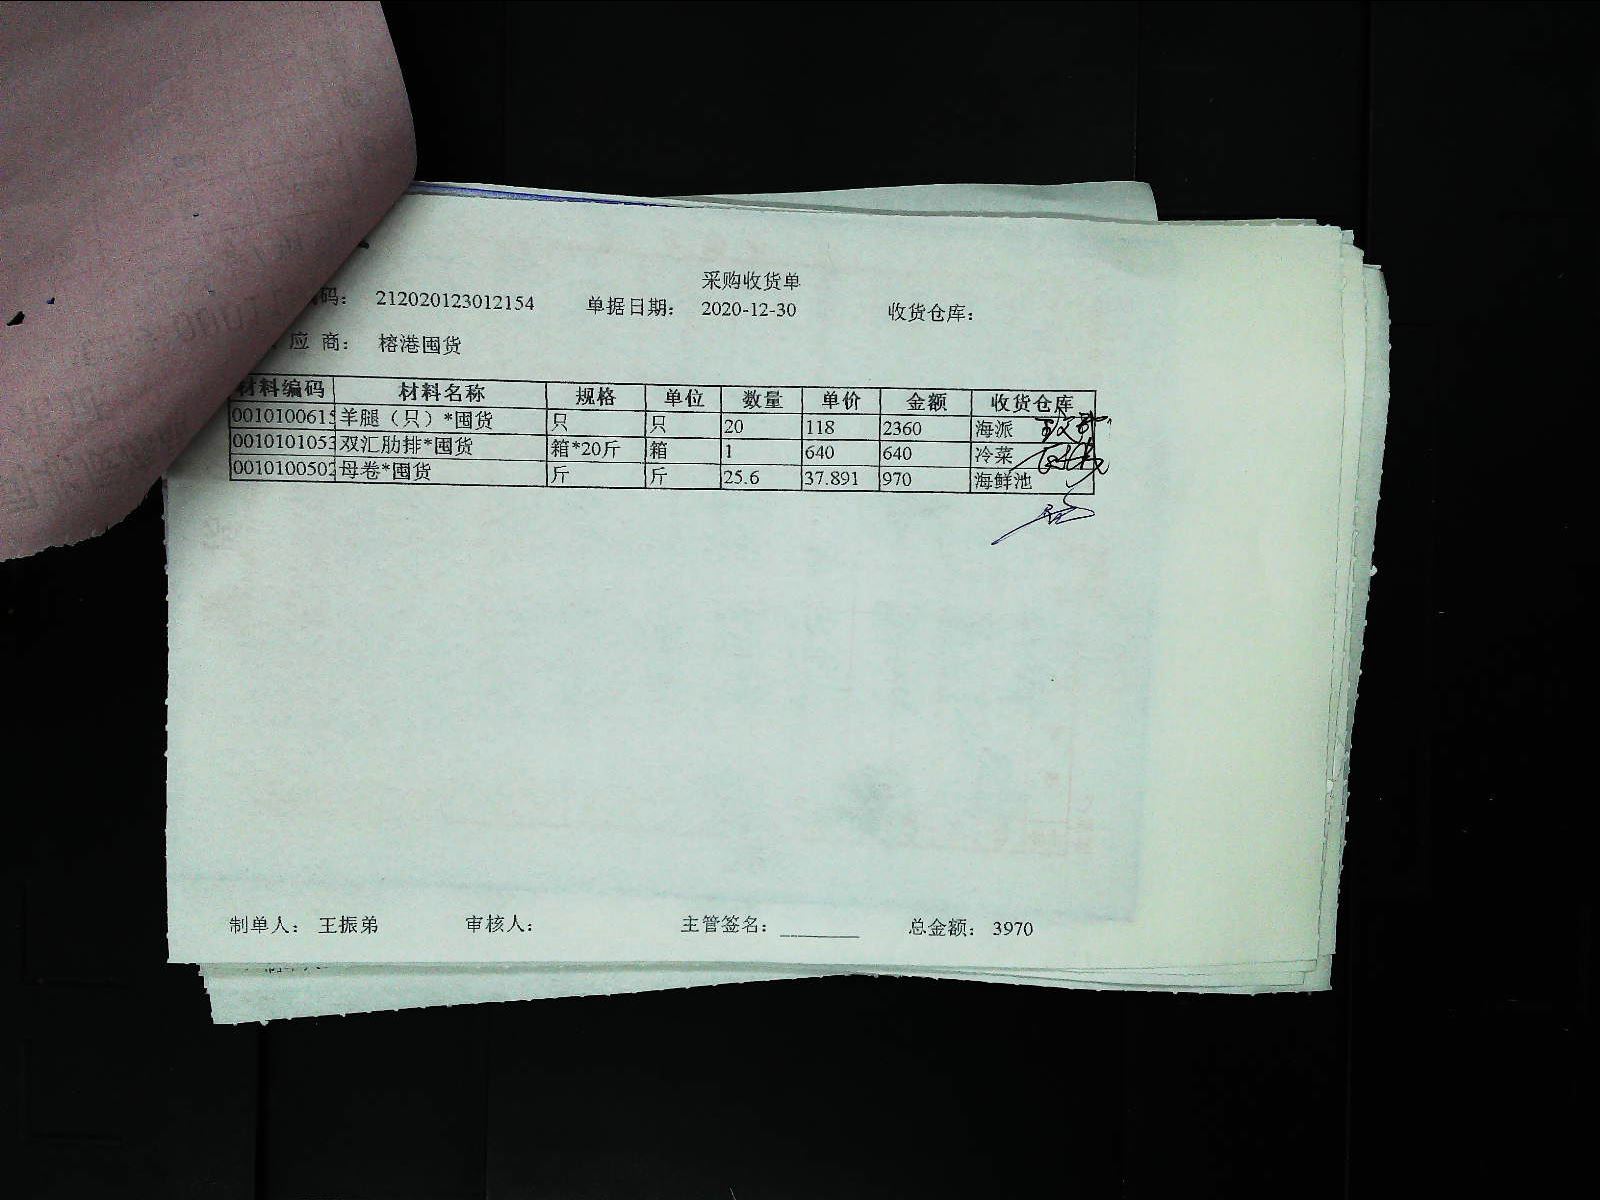 采购收货单
码： 212020123012154 单据日期： 2020-12-30 收货仓库：
应 商： 榕港囤货
材料编码 材料名称 规格 单位 数量 单价 金额 收货仓库
0010100615 羊腿（只）*囤货 只 只 20 118 2360 海派
0010101053 双汇肋排*囤货 箱*20斤 箱 1 640 640 冷菜
0010100502 母卷*囤货 斤 斤 25.6 37.891 970 海鲜池
制单人： 王振弟 审核人： 主管签名： ________ 总金额： 3970